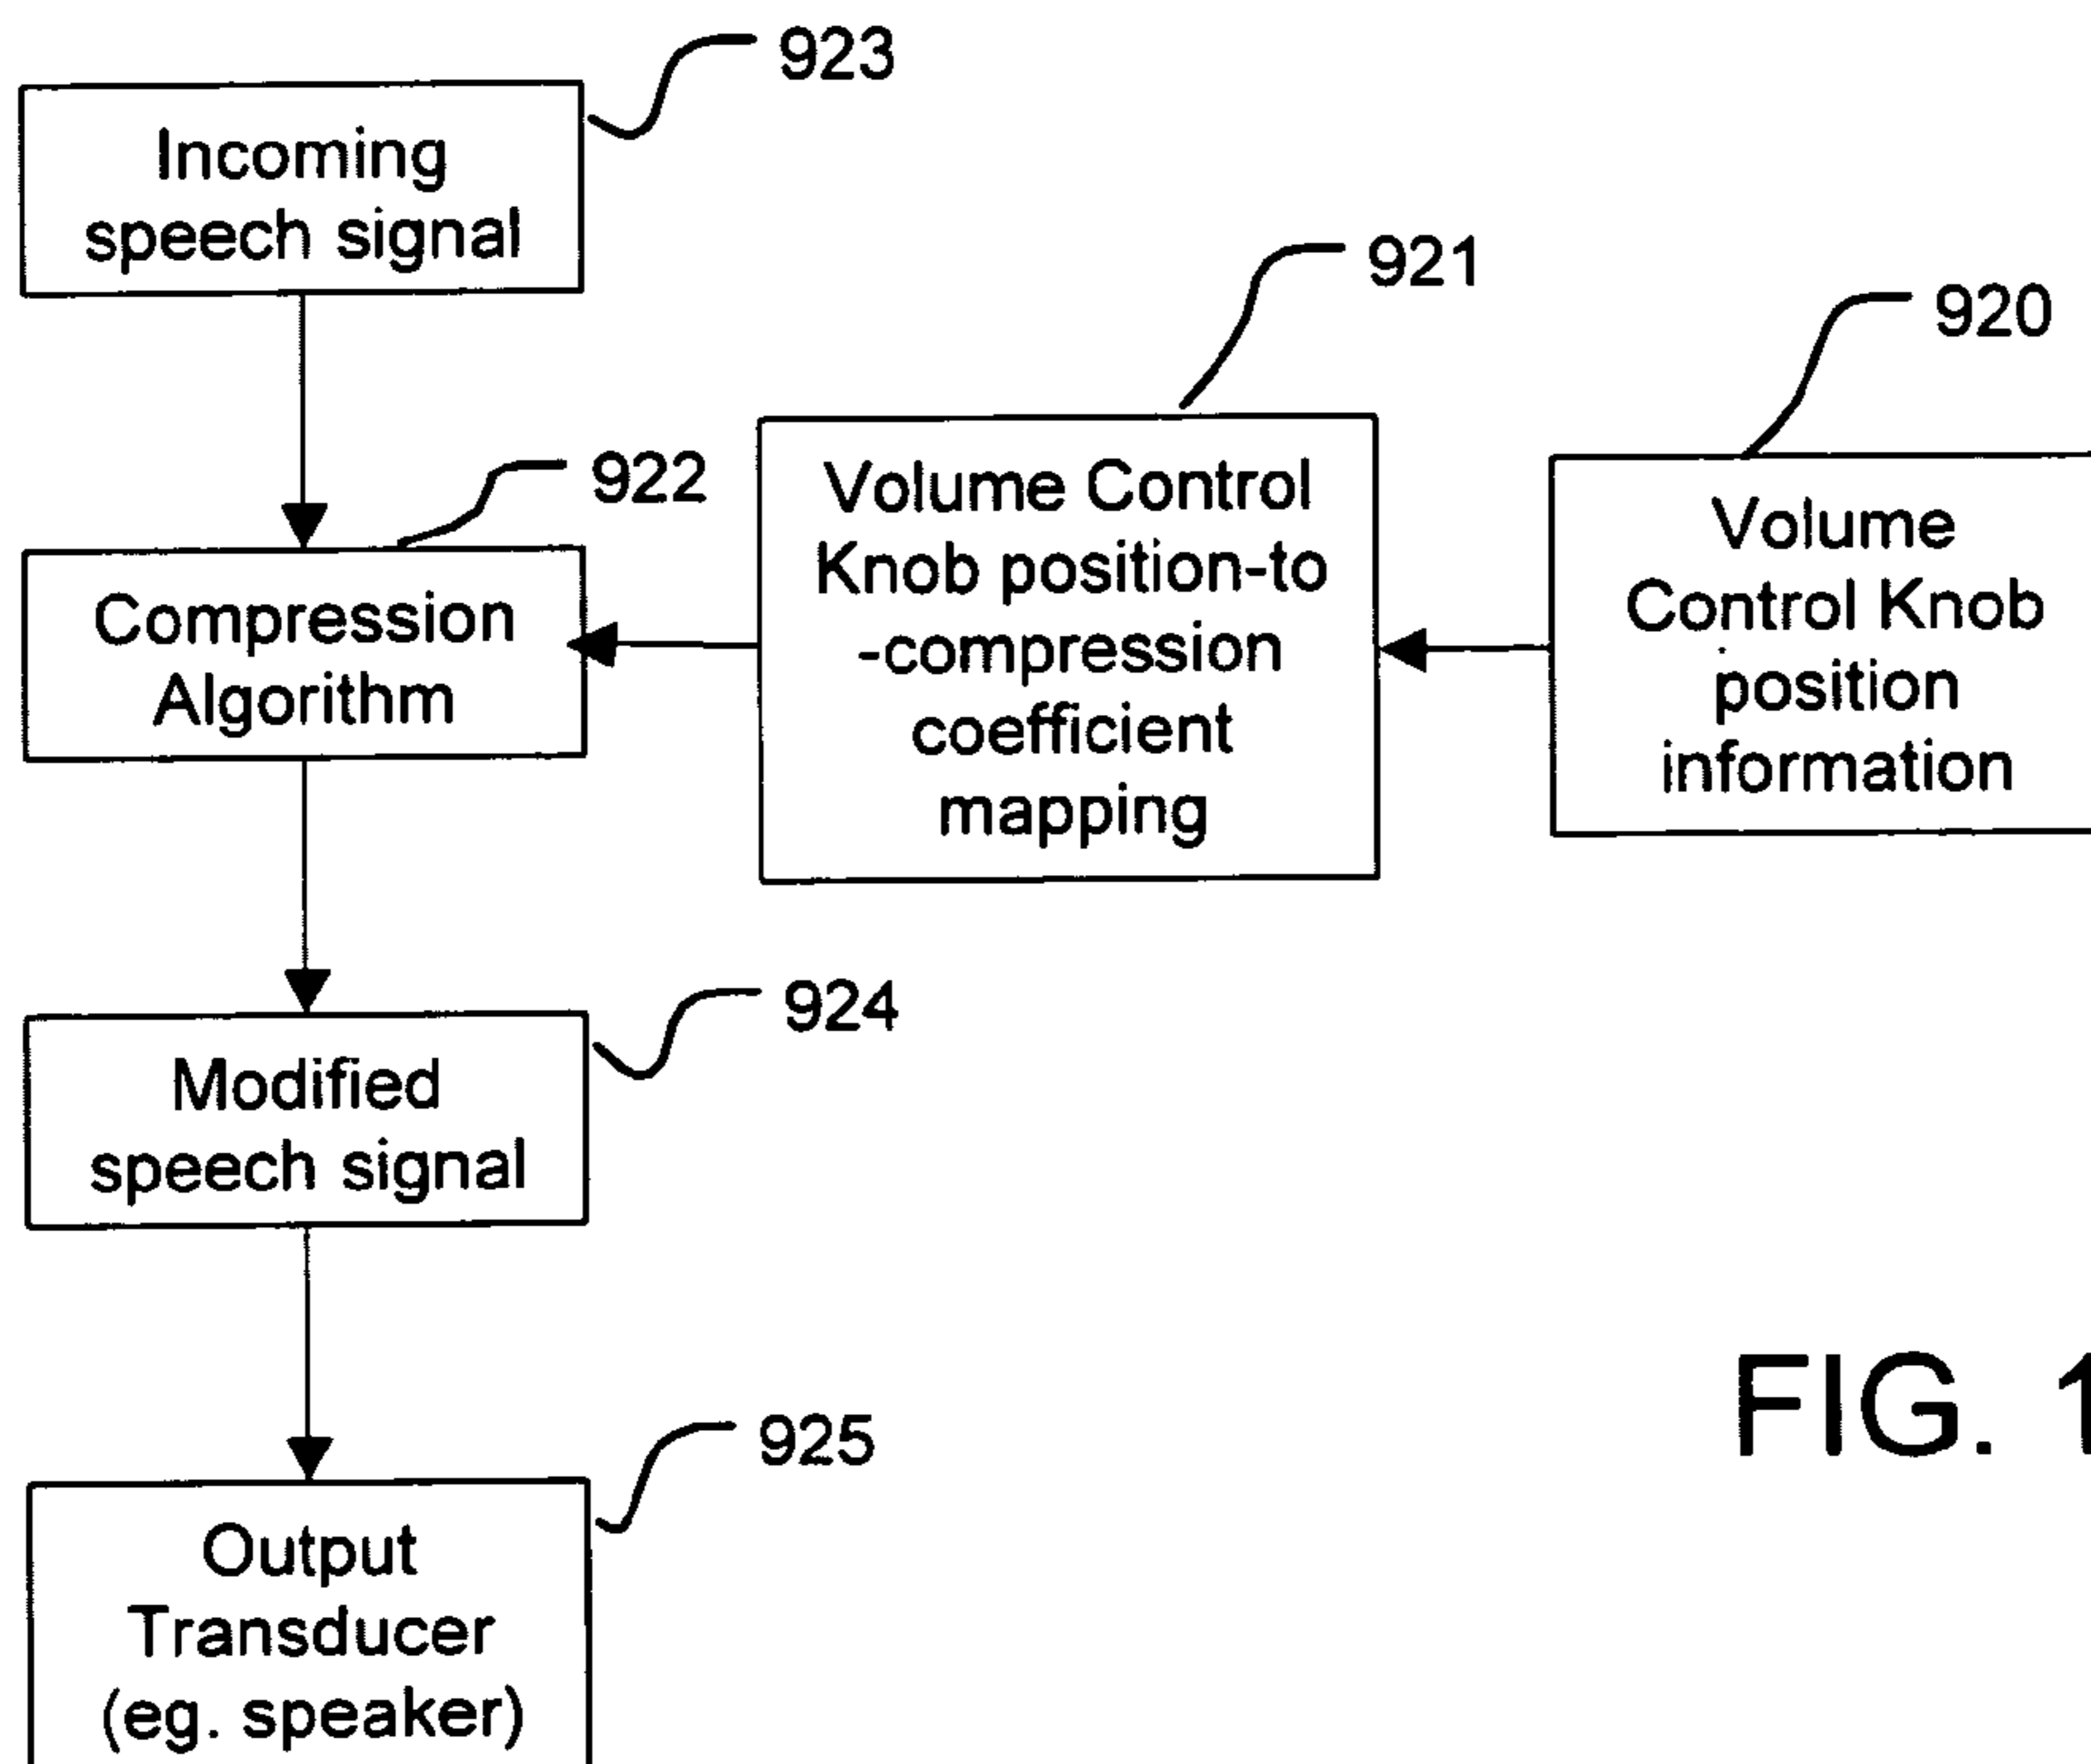 923
Incoming
speech signal
921
920
922
Volume Control
Knob position-to
-compression
coefficient
mapping
Volume
Control Knob
position
information
Compression
Algorithm
924
Modified
speech signal
925
Output
Transducer
(eg. speaker)
FIG. 1